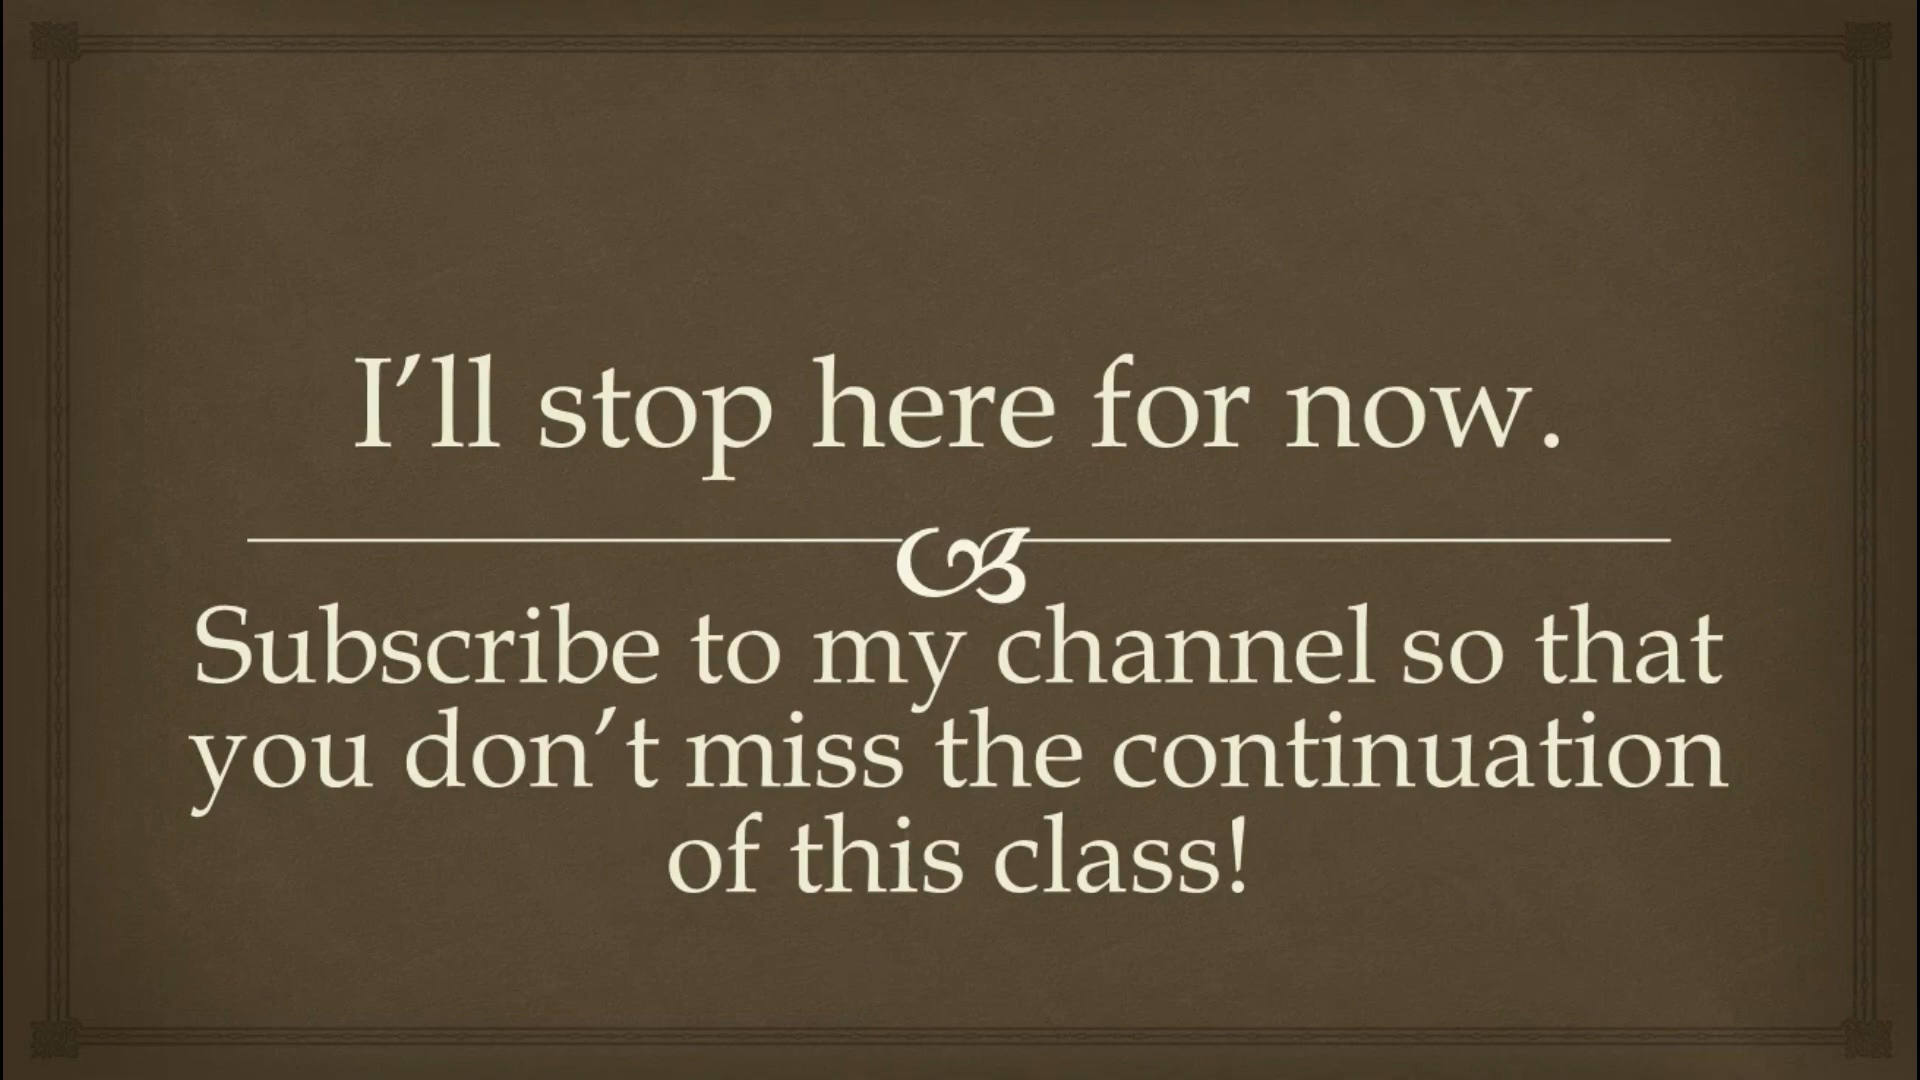 I’ll stop here for now.
Subscribe to my channel so that
you don’t miss the continuation
of this class!